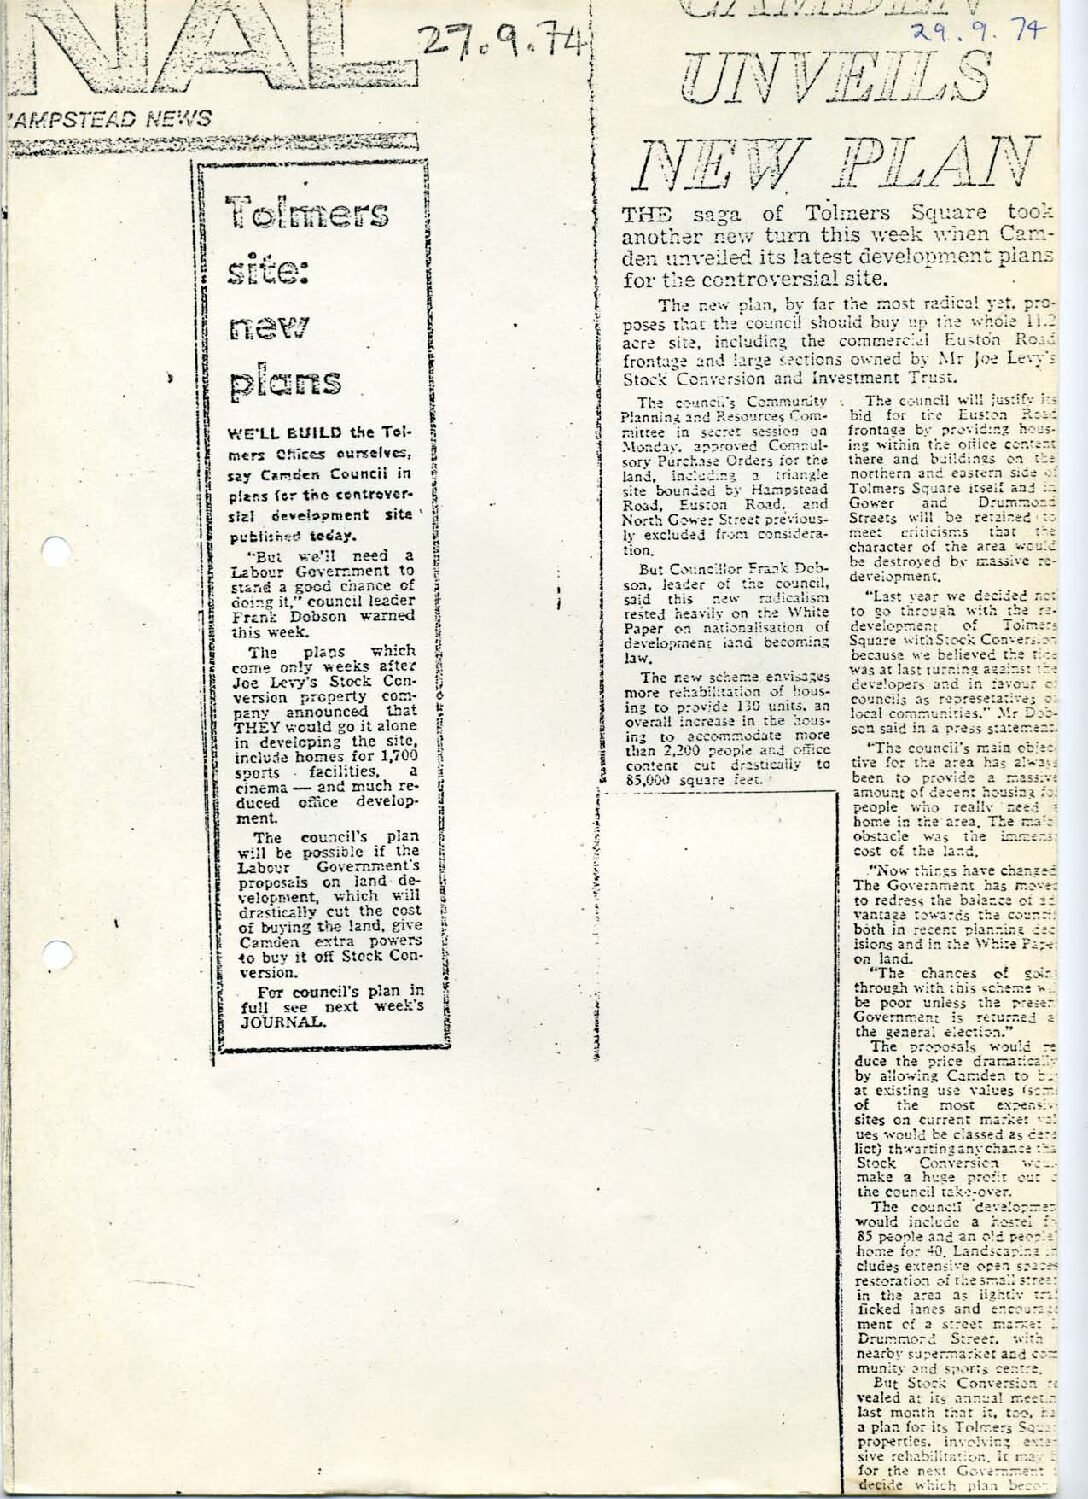 NAL
27.9.74
AMPSTEAD NEWS
Tolmers
site:
new
plans
WE'LL BUILD the Tol-
mers Offices ourselves,
say Camden Council in
plans for the controver-
sial development site
published today.
"But we'll need a
Labour Government to
stand a good chance of
doing it," council leader
Frank Dobson warned
this week.
The plans which
come only weeks after
Joe Levy's Stock Con-
version property com-
pany announced that
THEY would go it alone
in developing the site,
include homes for 1,700
sports facilities, a
cinema — and much re-
duced office develop-
ment.
The council's plan
will be possible if the
Labour Government's
proposals on land de-
velopment, which will
drastically cut the cost
of buying the land, give
Camden extra powers
to buy it off Stock Con-
version.
For council's plan in
full see next week's
JOURNAL.
CAMDEN
29.9.74
UNVEILS
NEW PLAN
THE saga of Tolmers Square took
another new turn this week when Cam-
den unveiled its latest development plans
for the controversial site.
The new plan, by far the most radical yet, pro-
poses that the council should buy up the whole 11.2
acre site, including the commercial Euston Road
frontage and large sections owned by Mr Joe Levy's
Stock Conversion and Investment Trust.
The council's Community
Planning and Resources Com-
mittee in secret session on
Monday, approved Compul-
sory Purchase Orders for the
land, including a triangle
site bounded by Hampstead
Road, Euston Road, and
North Gower Street previous-
ly excluded from considera-
tion.
But Councillor Frank Dob-
son, leader of the council,
said this new radicalism
rested heavily on the White
Paper on nationalisation of
development land becoming
law.
The new scheme envisages
more rehabilitation of hous-
ing to provide 130 units, an
overall increase in the hous-
ing to accommodate more
than 2,200 people and office
content cut drastically to
85,000 square feet.
The council will justify its
bid for the Euston Road
frontage by providing hous-
ing within the office content
there and buildings on the
northern and eastern side of
Tolmers Square itself and in
Gower and Drummond
Streets will be retained to
meet criticisms that the
character of the area would
be destroyed by massive re-
development.
"Last year we decided not
to go through with the re-
development of Tolmers
Square with Stock Conversion
because we believed the tide
was at last turning against the
developers and in favour of
councils as represetatives of
local communities." Mr Dob-
son said in a press statement.
"The council's main objec
tive for the area has always
been to provide a massive
amount of decent housing for
people who really need a
home in the area. The main
obstacle was the immense
cost of the land.
"Now things have changed
The Government has moved
to redress the balance of ad
vantage towards the council
both in recent planning dec
isions and in the White Paper
on land.
"The chances of going
through with this scheme w
be poor unless the present
Government is returned a
the general election."
The proposals would re
duce the price dramatically
by allowing Camden to bu
at existing use values (some
of the most expensive
sites on current market val
ues would be classed as dere
lict) thwarting any chance tha
Stock Conversion wou
make a huge profit out o
the council take-over.
The council developmen
would include a hostel f
85 people and an old people
home for 40. Landscaping in
cludes extensive open spaces
restoration of the small street
in the area as lightly traf
ficked lanes and encourage
ment of a street market i
Drummond Street, with
nearby supermarket and com
munity and sports centre.
But Stock Conversion re
vealed at its annual meetin
last month that it, too, ha
a plan for its Tolmers Squa
properties, involving exten
sive rehabilitation. It may b
for the next Government
decide which plan becom